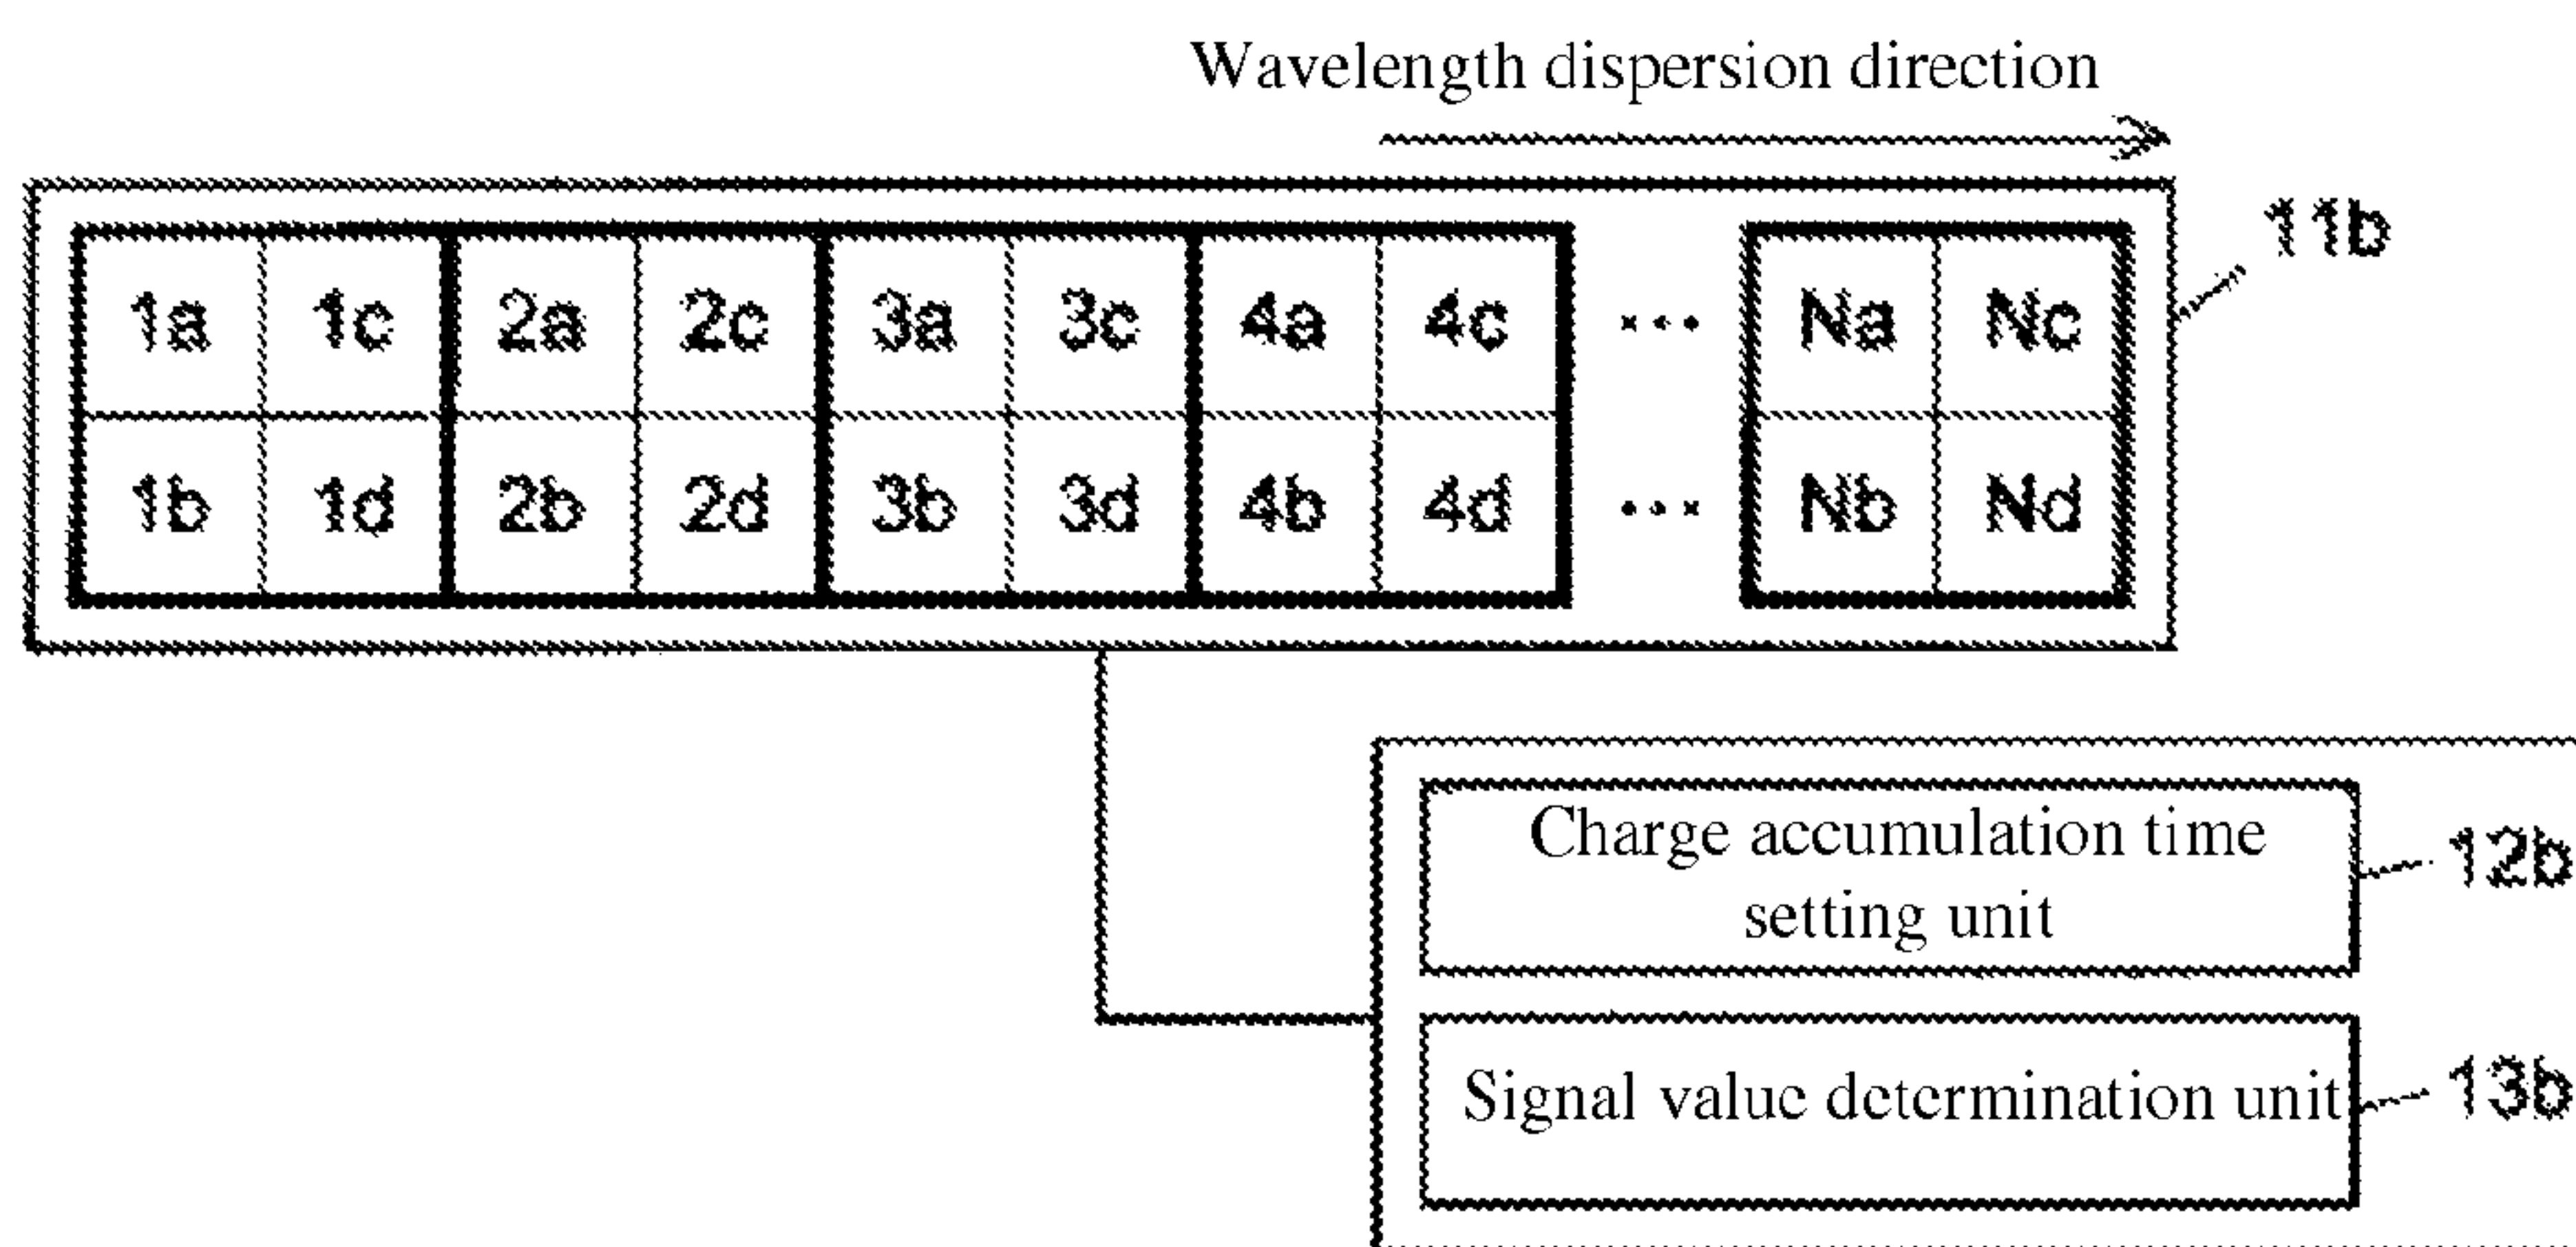 Wavelength dispersion direction
11b
1a 1c 2a 2c 3a 3c 4a 4c ... Na Nc
1b 1d 2b 2d 3b 3d 4b 4d ... Nb Nd
Charge accumulation time
setting unit
12b
Signal value determination unit
13b